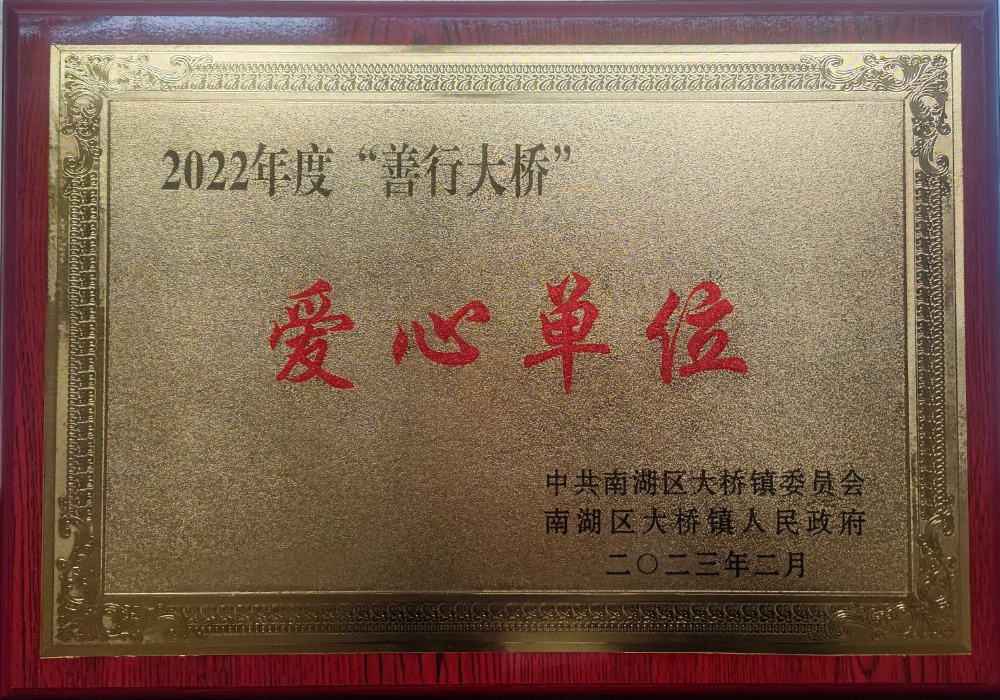 2022年度“善行大桥”
爱心单位
中共南湖区大桥镇委员会
南湖区大桥镇人民政府
二〇二三年二月